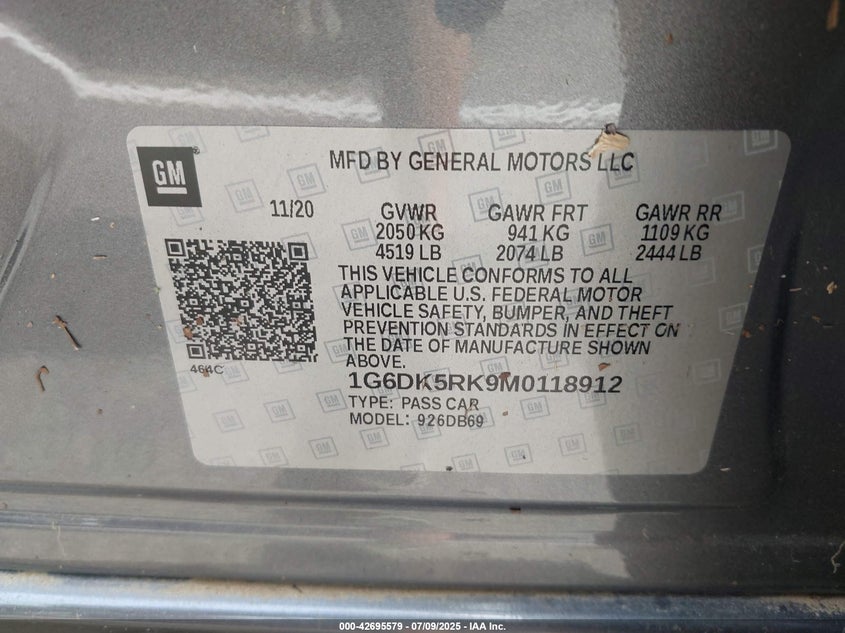 GM
MFD BY GENERAL MOTORS LLC
11/20
GVWR GAWR FRT GAWR RR
2050 KG 941 KG 1109 KG
4519 LB 2074 LB 2444 LB
THIS VEHICLE CONFORMS TO ALL
APPLICABLE U.S. FEDERAL MOTOR
VEHICLE SAFETY, BUMPER, AND THEFT
PREVENTION STANDARDS IN EFFECT ON
THE DATE OF MANUFACTURE SHOWN
ABOVE.
464C
1G6DK5RK9M0118912
TYPE: PASS CAR
MODEL: 926DB69
000-42695579 / 07/09/2025 - IAA Inc.